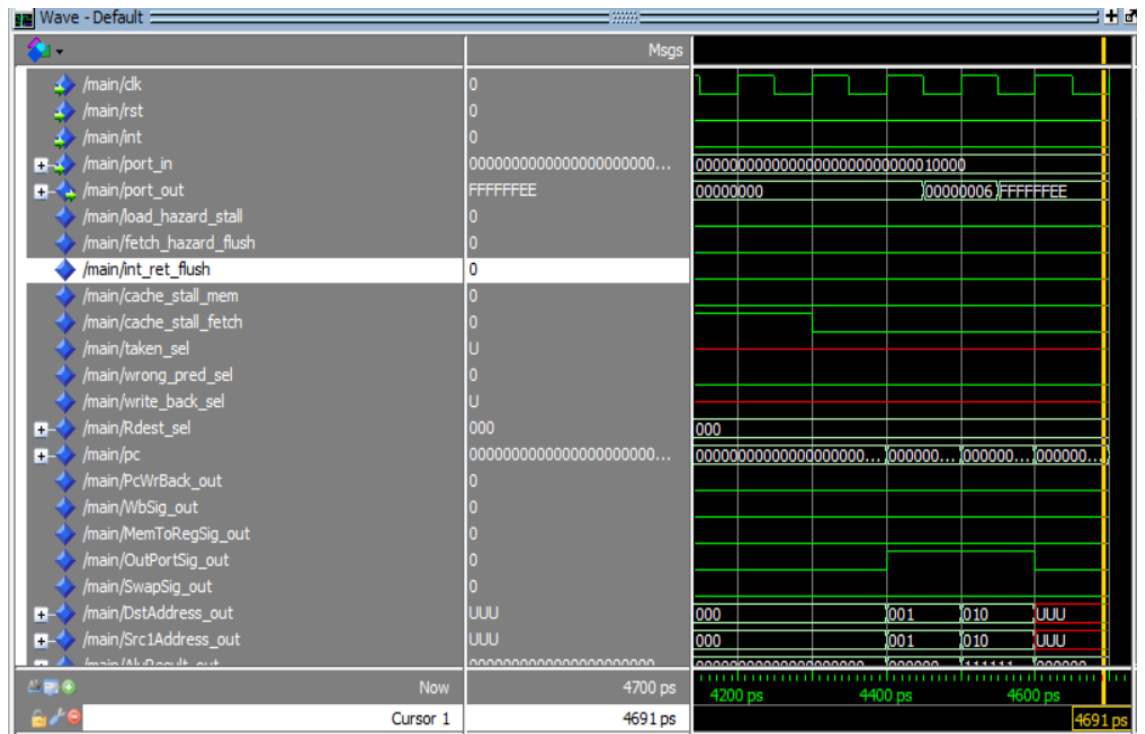 Wave - Default
Msgs
/main/clk 0
/main/rst 0
/main/int 0
/main/port_in 0000000000000000000000... 00000000000000000000000000010000
/main/port_out FFFFFFEE 00000000 00000006 FFFFFFEE
/main/load_hazard_stall 0
/main/fetch_hazard_flush 0
/main/int_ret_flush 0
/main/cache_stall_mem 0
/main/cache_stall_fetch 0
/main/taken_sel U
/main/wrong_pred_sel 0
/main/write_back_sel U
/main/Rdest_sel 000 000
/main/pc 0000000000000000000000... 00000000000000000000... 000000... 000000... 000000...
/main/PcWrBack_out 0
/main/WbSig_out 0
/main/MemToRegSig_out 0
/main/OutPortSig_out 0
/main/SwapSig_out 0
/main/DstAddress_out UUU 000 001 010 UUU
/main/Src1Address_out UUU 000 001 010 UUU
Now 4700 ps 4200 ps 4400 ps 4600 ps
Cursor 1 4691 ps 4691 ps